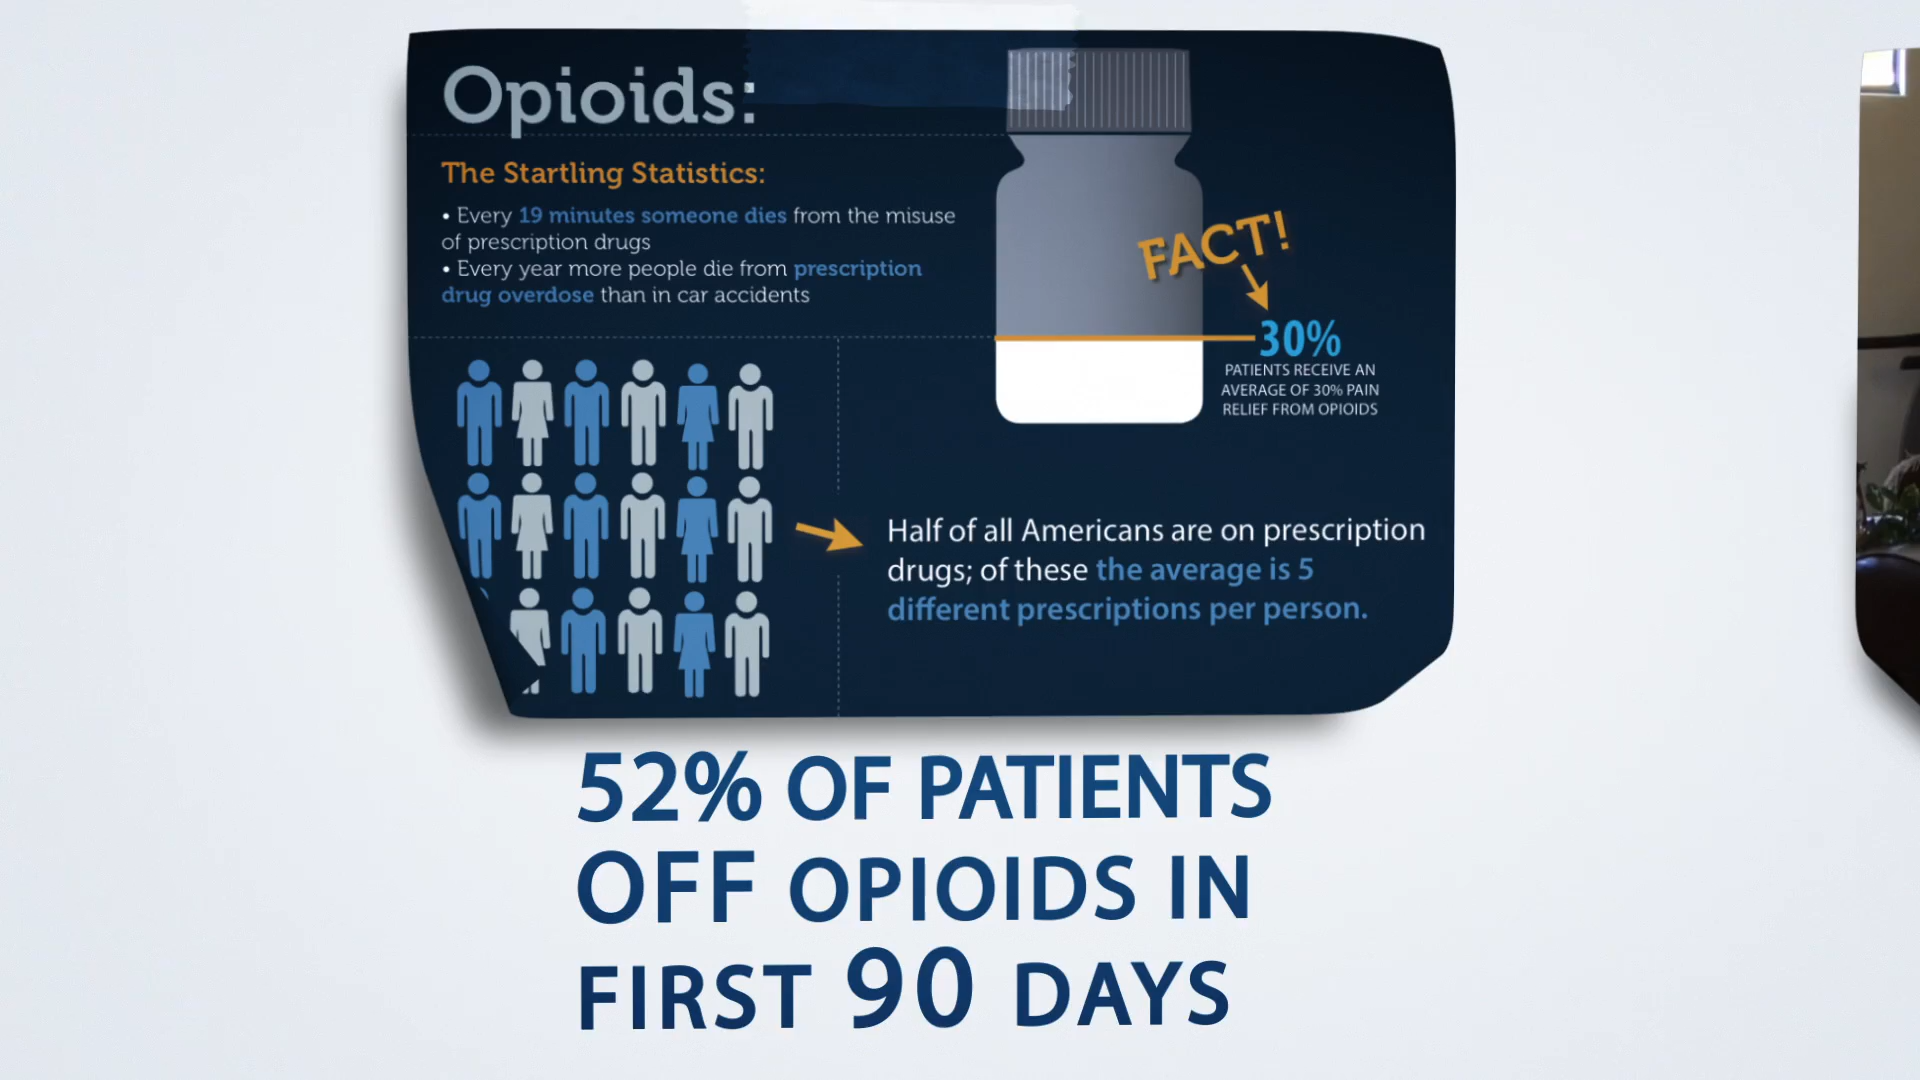 Opioids:
The Startling Statistics:
• Every 19 minutes someone dies from the misuse
of prescription drugs
• Every year more people die from prescription
drug overdose than in car accidents
FACT!
30%
PATIENTS RECEIVE AN
AVERAGE OF 30% PAIN
RELIEF FROM OPIOIDS
Half of all Americans are on prescription
drugs; of these the average is 5
different prescriptions per person.
52% OF PATIENTS
OFF OPIOIDS IN
FIRST 90 DAYS